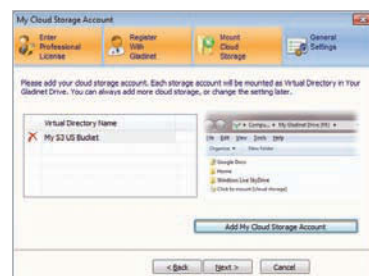 My Cloud Storage Account
Enter
Professional
License
Register
With
Gladinet
Mount
Cloud
Storage
General
Settings
Please add your cloud storage account. Each storage account will be mounted as Virtual Directory in Your
Gladinet Drive. You can always add more cloud storage, or change the setting later.
Virtual Directory Name
My S3 US Bucket
My Gladinet Drive
File Edit View Tools Help
Organize New folder
Google Docs
Home
Windows Live SkyDrive
Click to mount (cloud storage)
Add My Cloud Storage Account
< Back
Next >
Cancel